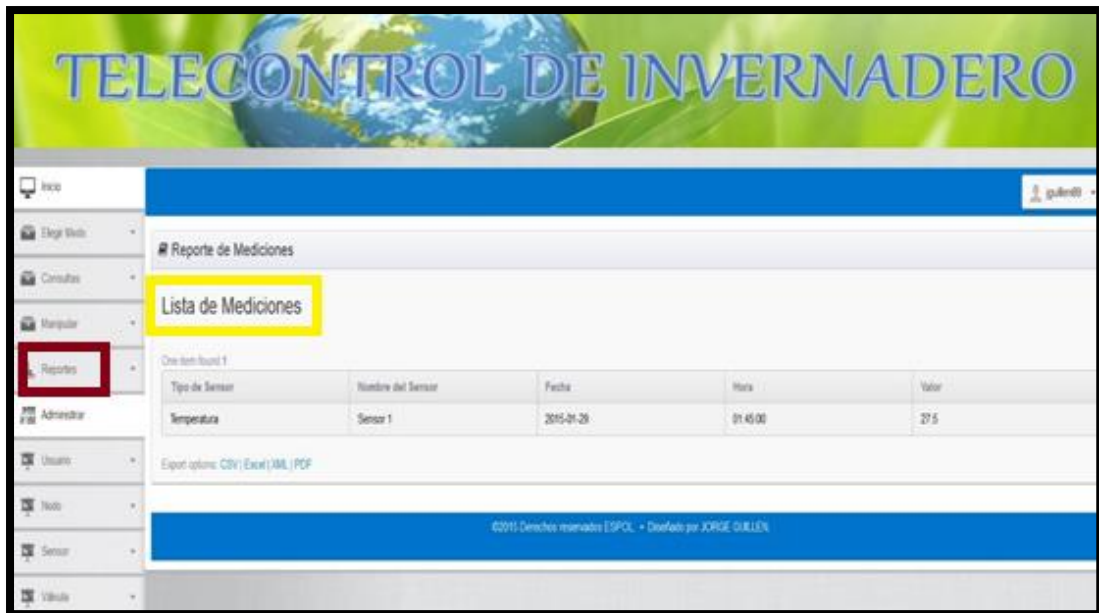 TELECONTROL DE INVERNADERO
Inicio
jguillen89
Elegir Modo
Consultas
Manipular
Reportes
Administrar
Usuario
Nodo
Sensor
Válvula
Reporte de Mediciones
Lista de Mediciones
One item found.1
Tipo de Sensor Nombre del Sensor Fecha Hora Valor
Temperatura Sensor 1 2015-01-29 01:45:00 27.5
Export options: CSV | Excel | XML | PDF
©2015 Derechos reservados ESPOL. • Diseñado por JORGE GUILLEN.